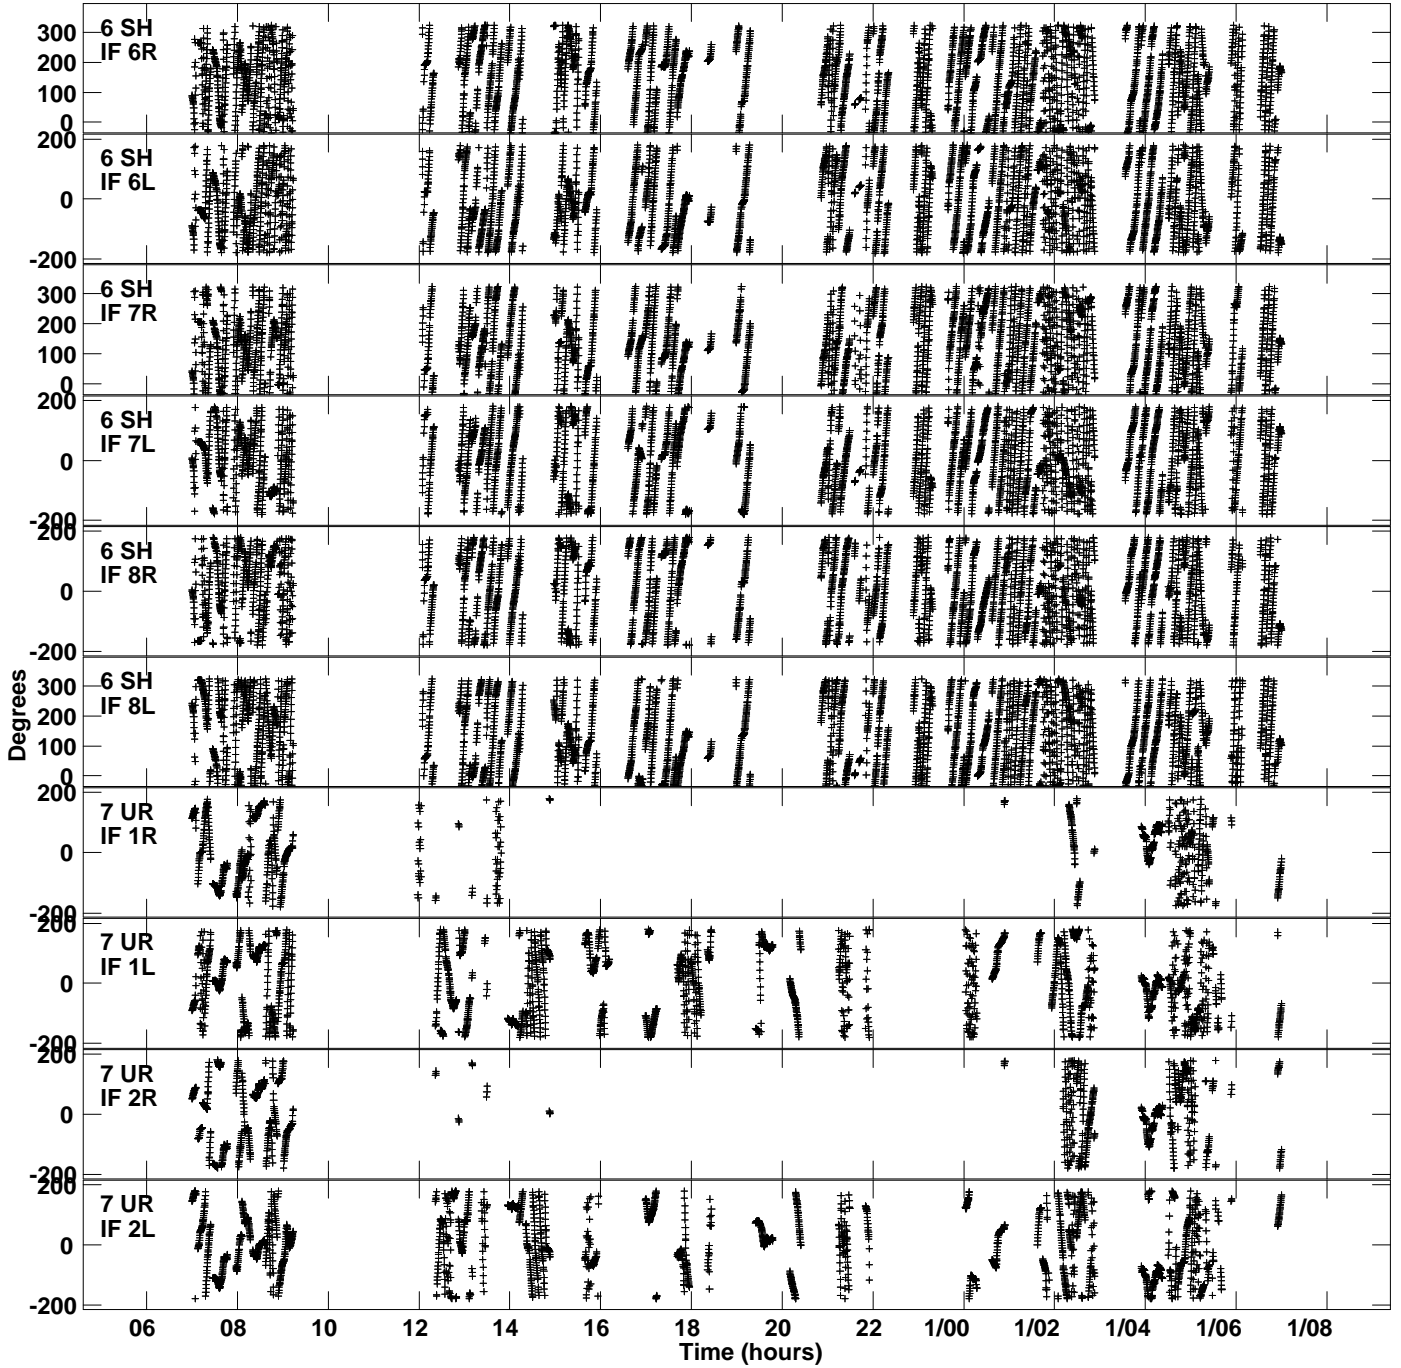 6 SH
IF 6R
300
200
100
0
6 SH
IF 6L
200
0
-200
6 SH
IF 7R
300
200
100
0
6 SH
IF 7L
200
0
-200
6 SH
IF 8R
200
0
-200
6 SH
IF 8L
300
200
100
0
7 UR
IF 1R
200
0
-200
7 UR
IF 1L
200
0
-200
7 UR
IF 2R
200
0
-200
7 UR
IF 2L
200
0
-200
Degrees
06 08 10 12 14 16 18 20 22 1/00 1/02 1/04 1/06 1/08
Time (hours)